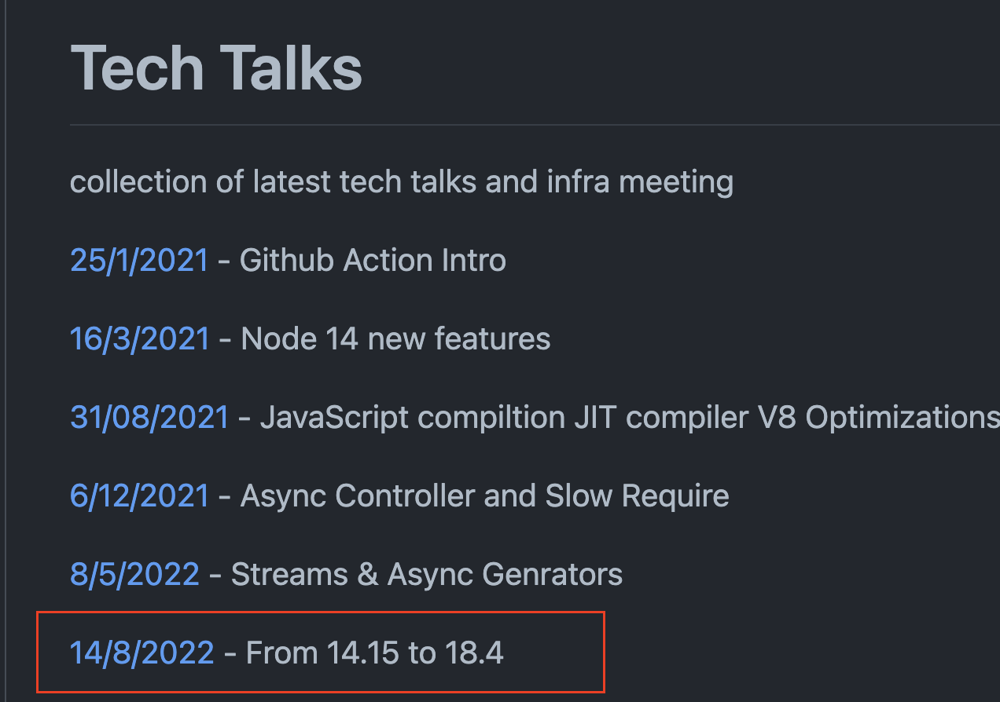 Tech Talks
collection of latest tech talks and infra meeting
25/1/2021 - Github Action Intro
16/3/2021 - Node 14 new features
31/08/2021 - JavaScript compiltion JIT compiler V8 Optimizations
6/12/2021 - Async Controller and Slow Require
8/5/2022 - Streams & Async Genrators
14/8/2022 - From 14.15 to 18.4